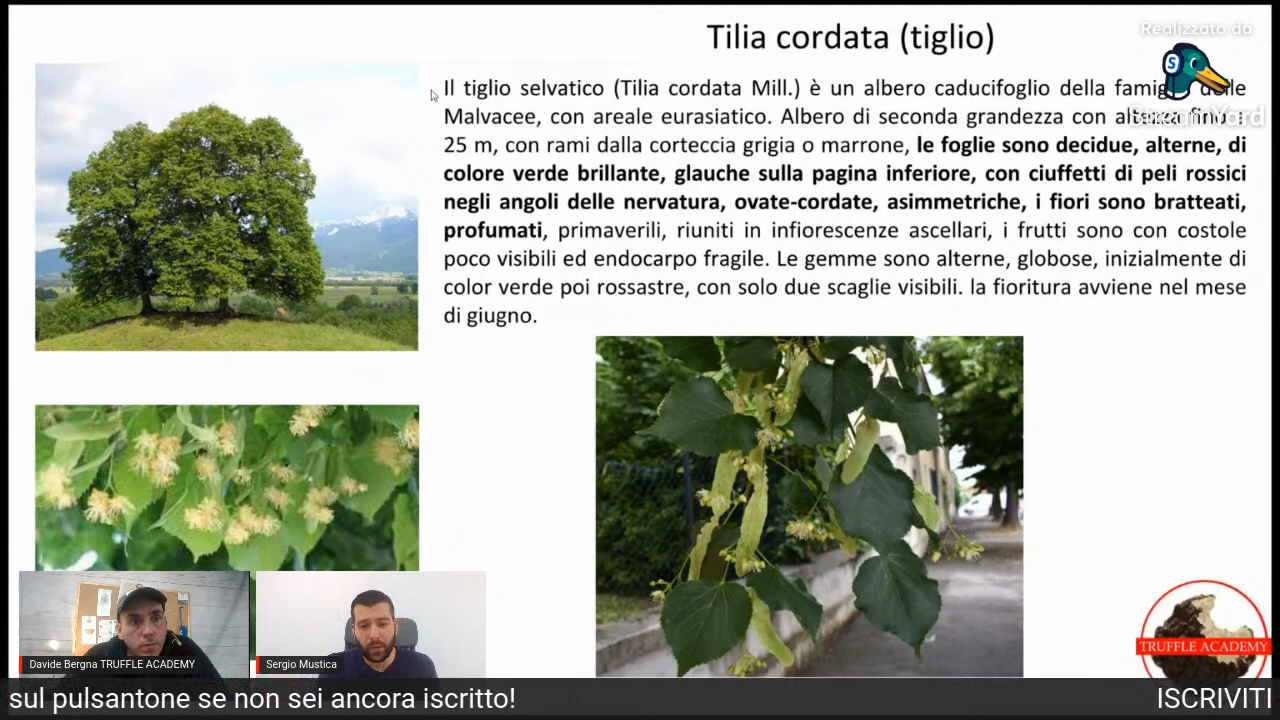 Tilia cordata (tiglio)
Realizzato da
StreamYard
Il tiglio selvatico (Tilia cordata Mill.) è un albero caducifoglio della
Malvacee, con areale eurasiatico. Albero di seconda grandezza con altezza fino
25 m, con rami dalla corteccia grigia o marrone, le foglie sono decidue, alterne, di
colore verde brillante, glauche sulla pagina inferiore, con ciuffetti di peli rossici
negli angoli delle nervatura, ovate-cordate, asimmetriche, i fiori sono bratteati,
profumati, primaverili, riuniti in infiorescenze ascellari, i frutti sono con costole
poco visibili ed endocarpo fragile. Le gemme sono alterne, globose, inizialmente di
color verde poi rossastre, con solo due scaglie visibili. la fioritura avviene nel mese
di giugno.
Davide Bergna TRUFFLE ACADEMY
Sergio Mustica
TRUFFLE ACADEMY
sul pulsantone se non sei ancora iscritto!
ISCRIVITI